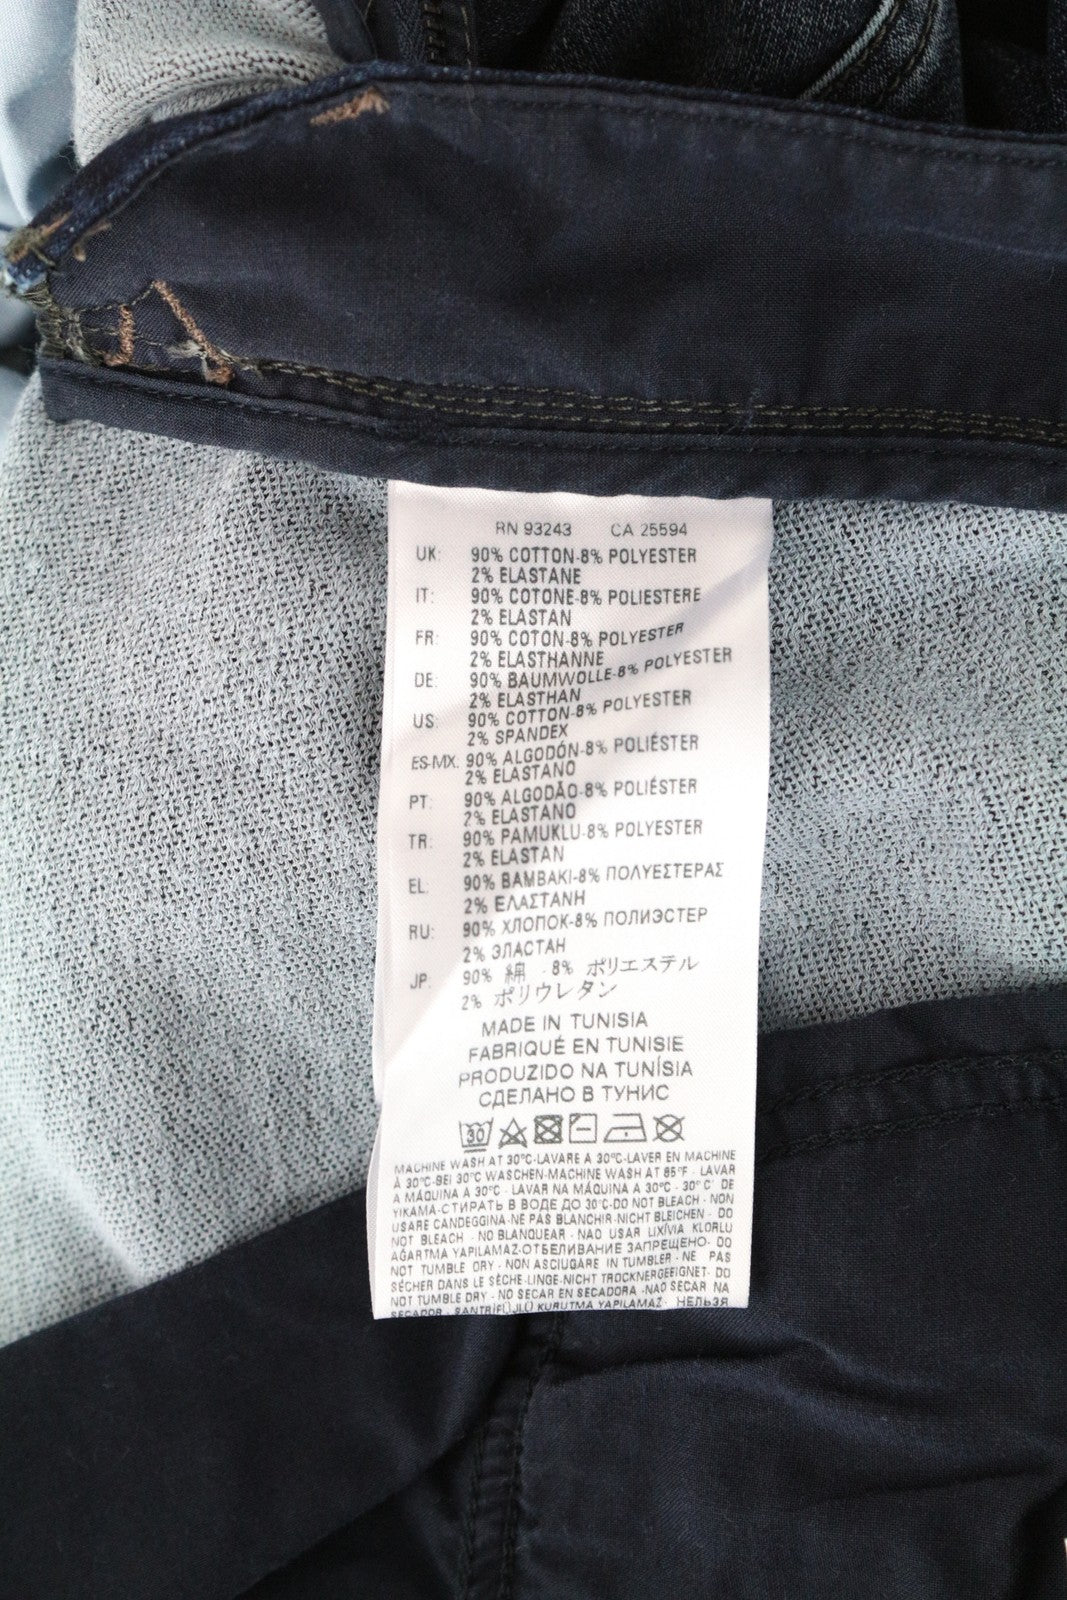 RN 93243 CA 25594
UK: 90% COTTON-8% POLYESTER
2% ELASTANE
IT: 90% COTONE-8% POLIESTERE
2% ELASTAN
FR: 90% COTON-8% POLYESTER
2% ELASTHANNE
DE: 90% BAUMWOLLE-8% POLYESTER
2% ELASTHAN
US: 90% COTTON-8% POLYESTER
2% SPANDEX
ES-MX: 90% ALGODÓN-8% POLIÉSTER
2% ELASTANO
PT: 90% ALGODÃO-8% POLIÉSTER
2% ELASTANO
TR: 90% PAMUKLU-8% POLYESTER
2% ELASTAN
EL: 90% ΒΑΜΒΑΚΙ-8% ΠΟΛΥΕΣΤΕΡΑΣ
2% ΕΛΑΣΤΑΝΗ
RU: 90% ХЛОПОК-8% ПОЛИЭСТЕР
2% ЭЛАСТАН
JP: 90% 綿 - 8% ポリエステル
2% ポリウレタン
MADE IN TUNISIA
FABRIQUÉ EN TUNISIE
PRODUZIDO NA TUNÍSIA
СДЕЛАНО В ТУНИС
30
MACHINE WASH AT 30°C-LAVARE A 30°C-LAVER EN MACHINE
À 30°C-BEI 30°C WASCHEN-MACHINE WASH AT 85°F - LAVAR
A MÁQUINA A 30°C - LAVAR NA MÁQUINA A 30°C - 30° C' DE
YIKAMA-СТИРАТЬ В ВОДЕ ДО 30°C-DO NOT BLEACH - NON
USARE CANDEGGINA-NE PAS BLANCHIR-NICHT BLEICHEN - DO
NOT BLEACH - NO BLANQUEAR - NAO USAR LIXÍVIA KLORLU
AĞARTMA YAPILAMAZ-ОТБЕЛИВАНИЕ ЗАПРЕЩЕНО- DO
NOT TUMBLE DRY - NON ASCIUGARE IN TUMBLER - NE PAS
SÉCHER DANS LE SÈCHE-LINGE-NICHT TROCKNERGEEIGNET- DO
NOT TUMBLE DRY - NO SECAR EN SECADORA -NAO SECAR NA
SECADOR - SANTRİFÜJLÜ KURUTMA YAPILAMAZ - НЕЛЬЗЯ